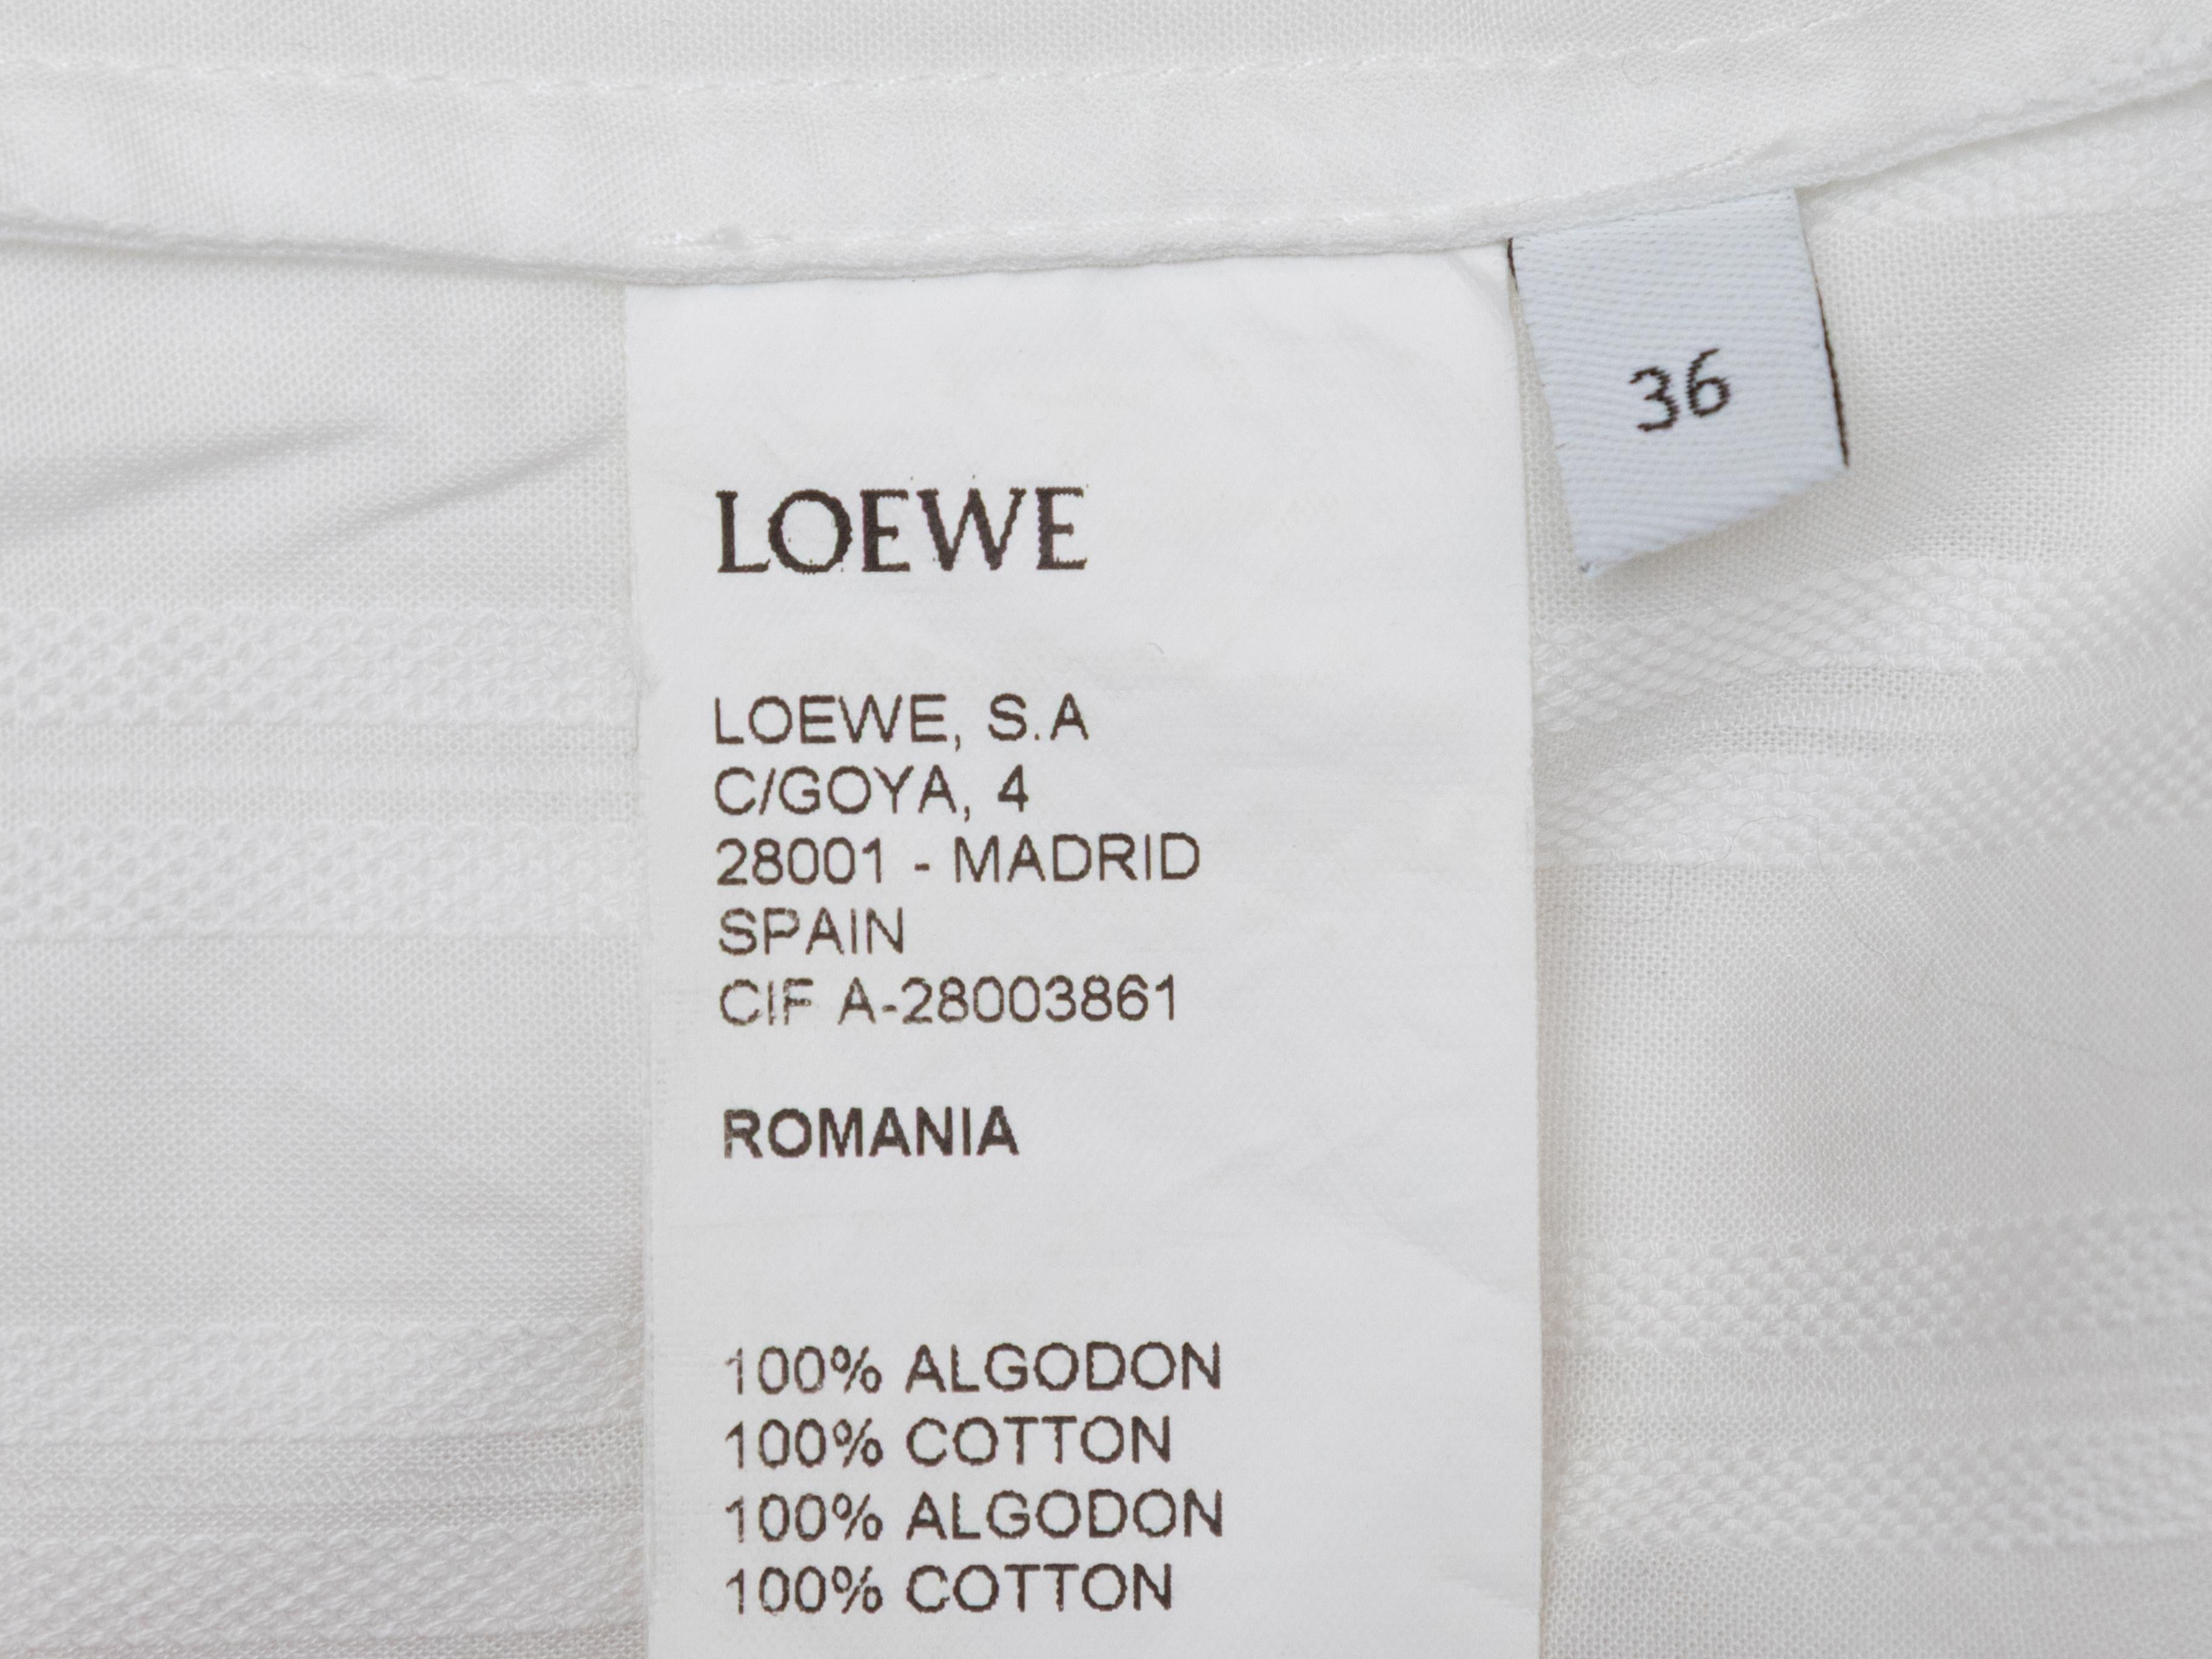 36
LOEWE
LOEWE, S.A
C/GOYA, 4
28001 - MADRID
SPAIN
CIF A-28003861
ROMANIA
100% ALGODON
100% COTTON
100% ALGODON
100% COTTON